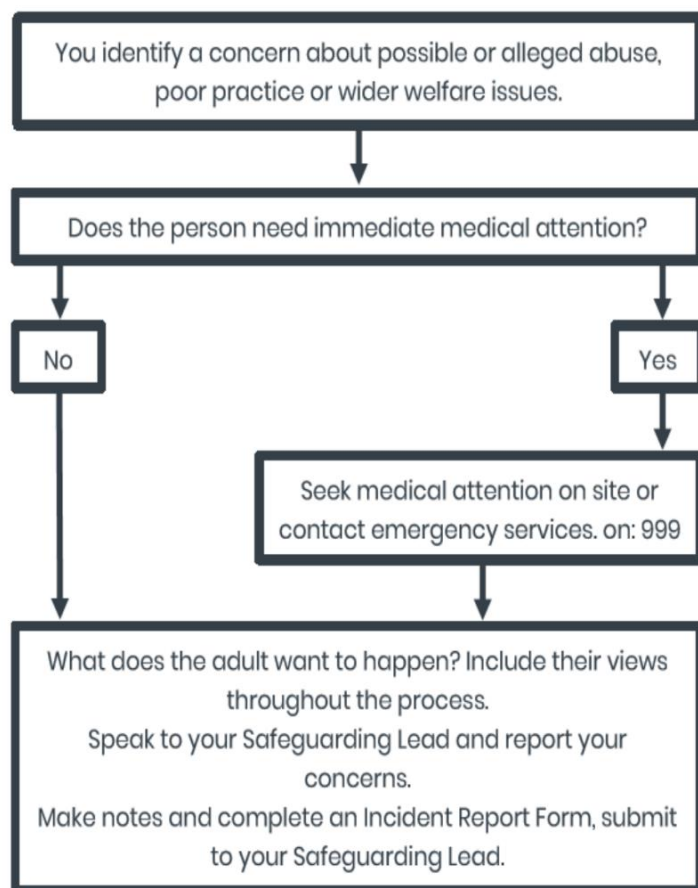 You identify a concern about possible or alleged abuse,
poor practice or wider welfare issues.
Does the person need immediate medical attention?
No
Yes
Seek medical attention on site or
contact emergency services. on: 999
What does the adult want to happen? Include their views
throughout the process.
Speak to your Safeguarding Lead and report your
concerns.
Make notes and complete an Incident Report Form, submit
to your Safeguarding Lead.